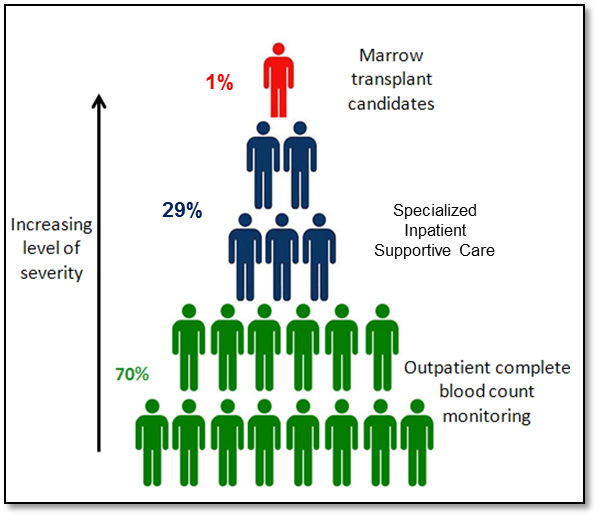 1%
Marrow
transplant
candidates
29%
Specialized
Inpatient
Supportive Care
Increasing
level of
severity
70%
Outpatient complete
blood count
monitoring